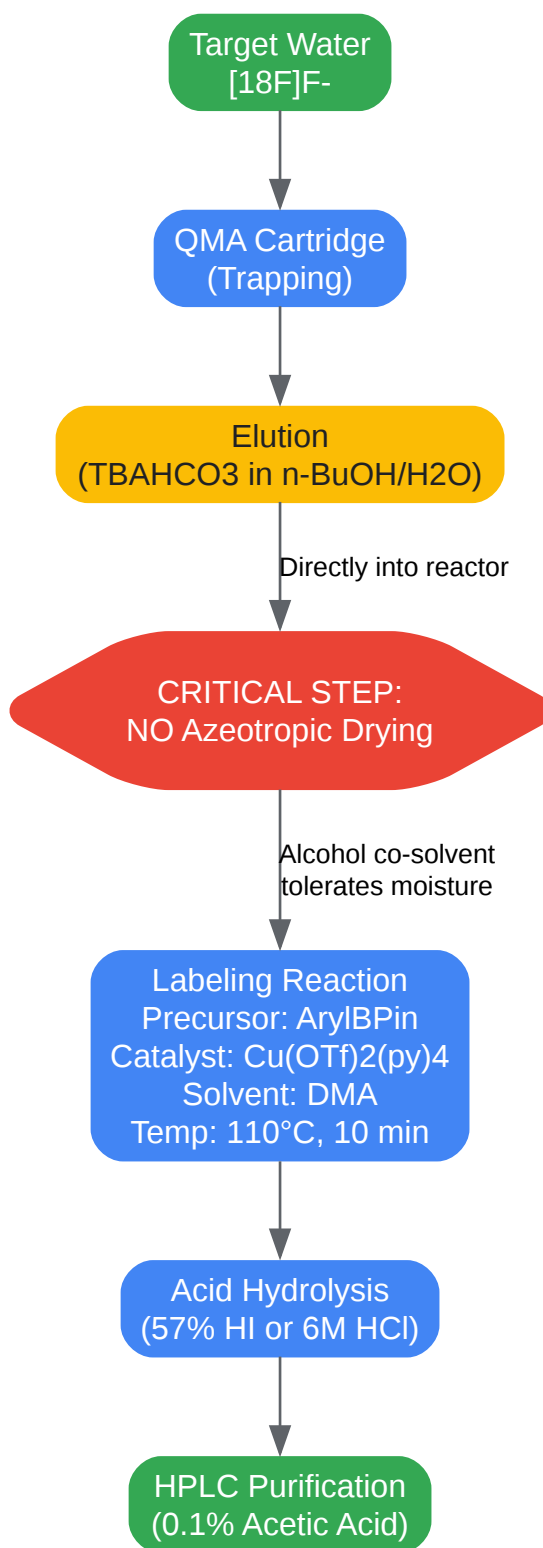 Target Water
[18F]F-
QMA Cartridge
(Trapping)
Elution
(TBAHCO3 in n-BuOH/H2O)
Directly into reactor
CRITICAL STEP:
NO Azeotropic Drying
Alcohol co-solvent
tolerates moisture
Labeling Reaction
Precursor: ArylBPin
Catalyst: Cu(OTf)2(py)4
Solvent: DMA
Temp: 110°C, 10 min
Acid Hydrolysis
(57% HI or 6M HCl)
HPLC Purification
(0.1% Acetic Acid)